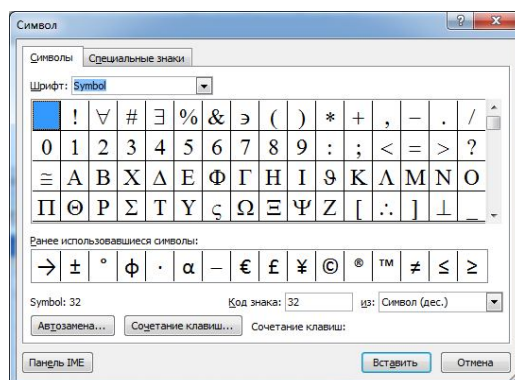 Символ
Символы Специальные знаки
Шрифт: Symbol
! ∀ # ∃ % & ϶ ( ) ∗ + , − . /
0 1 2 3 4 5 6 7 8 9 : ; < = > ?
≅ Α Β Χ Δ Ε Φ Γ Η Ι ϑ Κ Λ Μ Ν Ο
Π Θ Ρ Σ Τ Υ ς Ω Ξ Ψ Ζ [ ∴ ] ⊥ _
Ранее использовавшиеся символы:
→ ± ° ф · α – € £ ¥ © ® ™ ≠ ≤ ≥
Symbol: 32 Код знака: 32 из: Символ (дес.)
Автозамена... Сочетание клавиш... Сочетание клавиш:
Панель IME Вставить Отмена